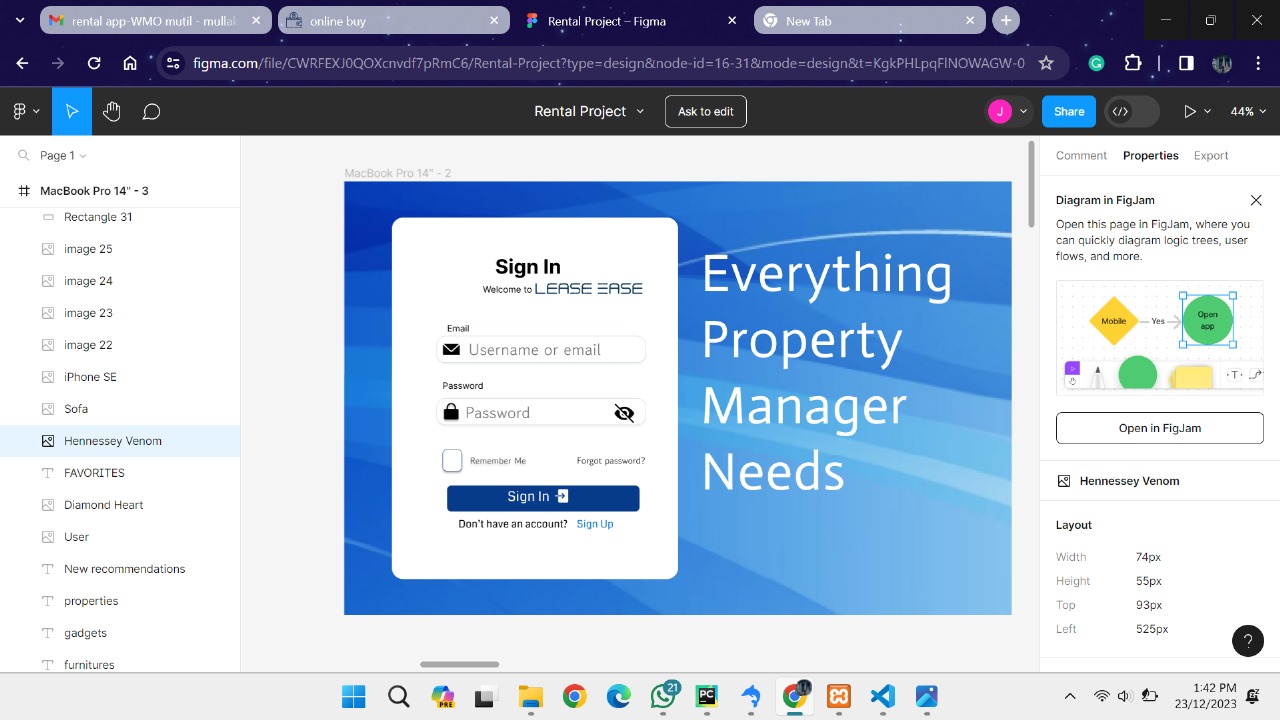 rental app-WMO mutil - mullak
online buy
Rental Project – Figma
New Tab
figma.com/file/CWRFEXJ0QOXcnvdf7pRmC6/Rental-Project?type=design&node-id=16-31&mode=design&t=KgkPHLpqFlNOWAGW-0
Rental Project
Ask to edit
J
Share
44%
Page 1
MacBook Pro 14" - 3
Rectangle 31
image 25
image 24
image 23
image 22
iPhone SE
Sofa
Hennessey Venom
FAVORITES
Diamond Heart
User
New recommendations
properties
gadgets
furnitures
MacBook Pro 14" - 2
Sign In
Welcome to LEASE EASE
Email
Username or email
Password
Password
Remember Me
Forgot password?
Sign In
Don't have an account? Sign Up
Everything
Property
Manager
Needs
Comment
Properties
Export
Diagram in FigJam
Open this page in FigJam, where you
can quickly diagram logic trees, user
flows, and more.
Mobile
Yes
Open
app
T
Open in FigJam
Hennessey Venom
Layout
Width 74px
Height 55px
Top 93px
Left 525px
?
PRE
21
PC
1:42 PM
23/12/2023